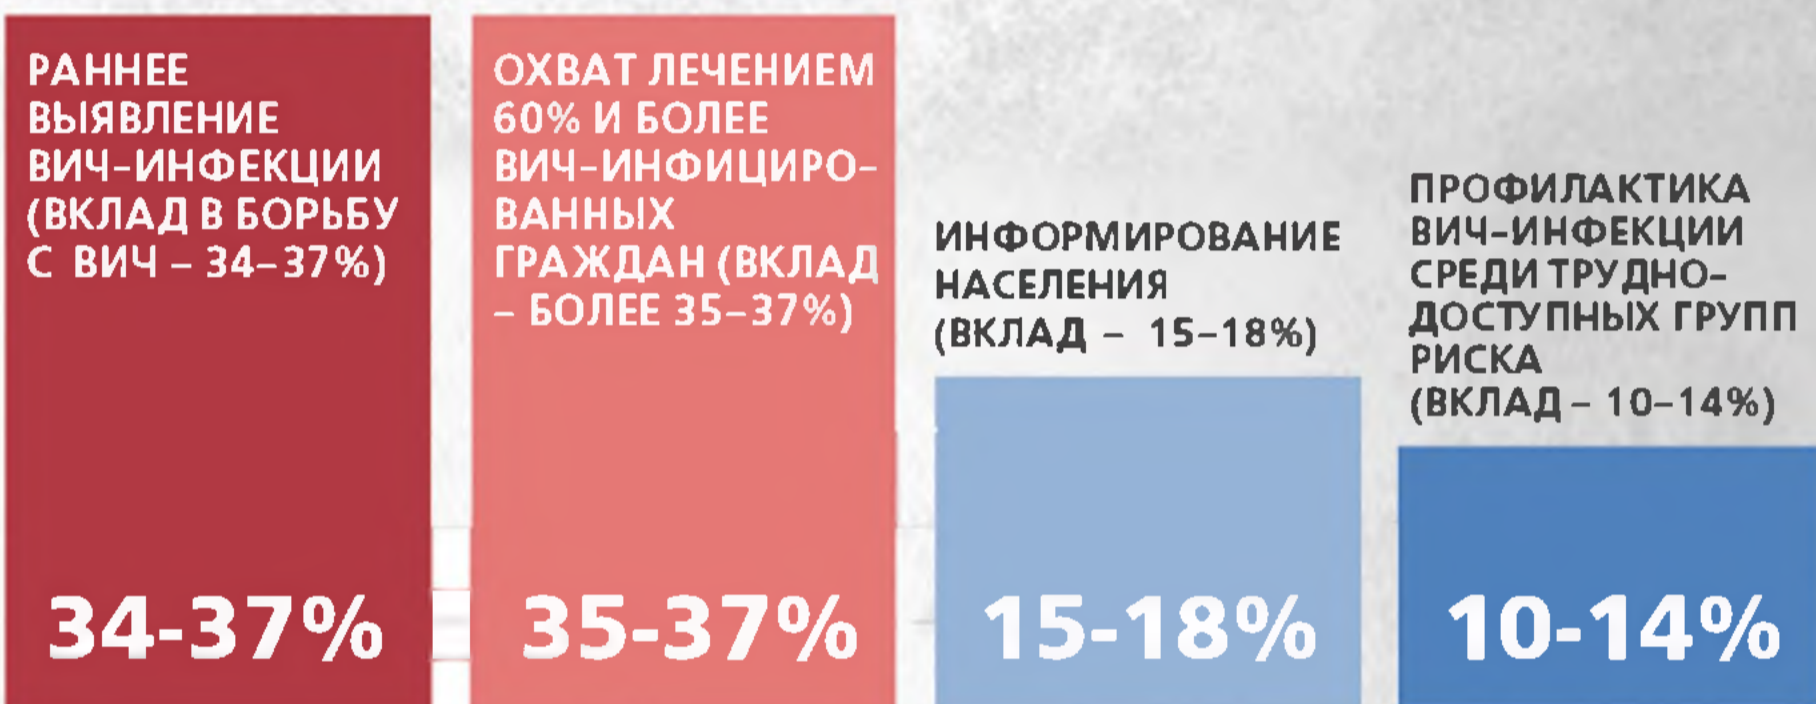 РАННЕЕ
ВЫЯВЛЕНИЕ
ВИЧ-ИНФЕКЦИИ
(ВКЛАД В БОРЬБУ
С ВИЧ – 34–37%)
34-37%
ОХВАТ ЛЕЧЕНИЕМ
60% И БОЛЕЕ
ВИЧ-ИНФИЦИРО-
ВАННЫХ
ГРАЖДАН (ВКЛАД
– БОЛЕЕ 35–37%)
35-37%
ИНФОРМИРОВАНИЕ
НАСЕЛЕНИЯ
(ВКЛАД – 15–18%)
15-18%
ПРОФИЛАКТИКА
ВИЧ-ИНФЕКЦИИ
СРЕДИ ТРУДНО-
ДОСТУПНЫХ ГРУПП
РИСКА
(ВКЛАД – 10–14%)
10-14%